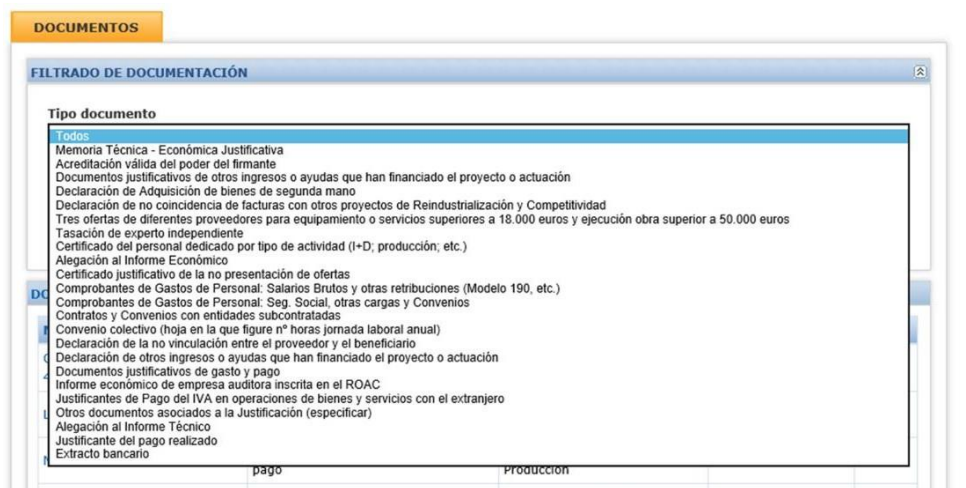 DOCUMENTOS
FILTRADO DE DOCUMENTACIÓN
Tipo documento
Todos
Memoria Técnica - Económica Justificativa
Acreditación válida del poder del firmante
Documentos justificativos de otros ingresos o ayudas que han financiado el proyecto o actuación
Declaración de Adquisición de bienes de segunda mano
Declaración de no coincidencia de facturas con otros proyectos de Reindustrialización y Competitividad
Tres ofertas de diferentes proveedores para equipamiento o servicios superiores a 18.000 euros y ejecución obra superior a 50.000 euros
Tasación de experto independiente
Certificado del personal dedicado por tipo de actividad (I+D; producción; etc.)
Alegación al Informe Económico
Certificado justificativo de la no presentación de ofertas
Comprobantes de Gastos de Personal: Salarios Brutos y otras retribuciones (Modelo 190, etc.)
Comprobantes de Gastos de Personal: Seg. Social, otras cargas y Convenios
Contratos y Convenios con entidades subcontratadas
Convenio colectivo (hoja en la que figure nº horas jornada laboral anual)
Declaración de la no vinculación entre el proveedor y el beneficiario
Declaración de otros ingresos o ayudas que han financiado el proyecto o actuación
Documentos justificativos de gasto y pago
Informe económico de empresa auditora inscrita en el ROAC
Justificantes de Pago del IVA en operaciones de bienes y servicios con el extranjero
Otros documentos asociados a la Justificación (especificar)
Alegación al Informe Técnico
Justificante del pago realizado
Extracto bancario
pago Producción